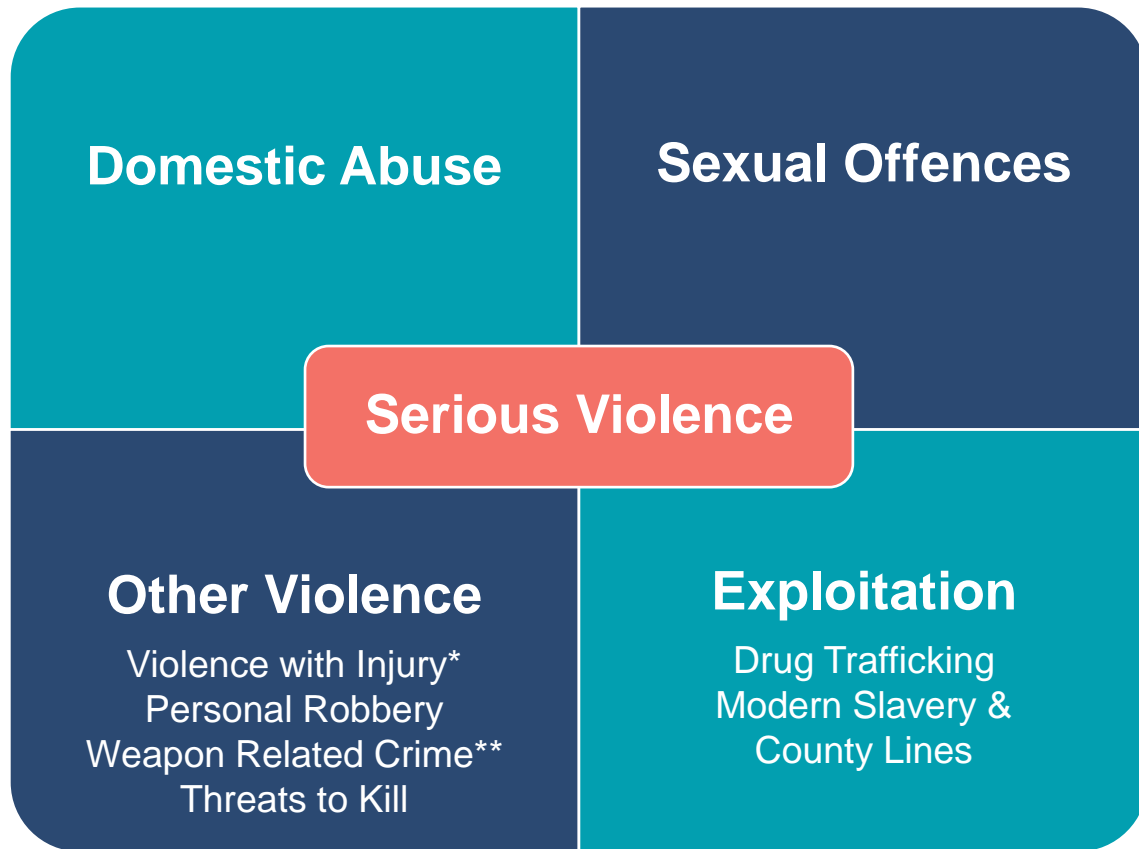 Domestic Abuse
Sexual Offences
Serious Violence
Other Violence
Violence with Injury*
Personal Robbery
Weapon Related Crime**
Threats to Kill
Exploitation
Drug Trafficking
Modern Slavery &
County Lines